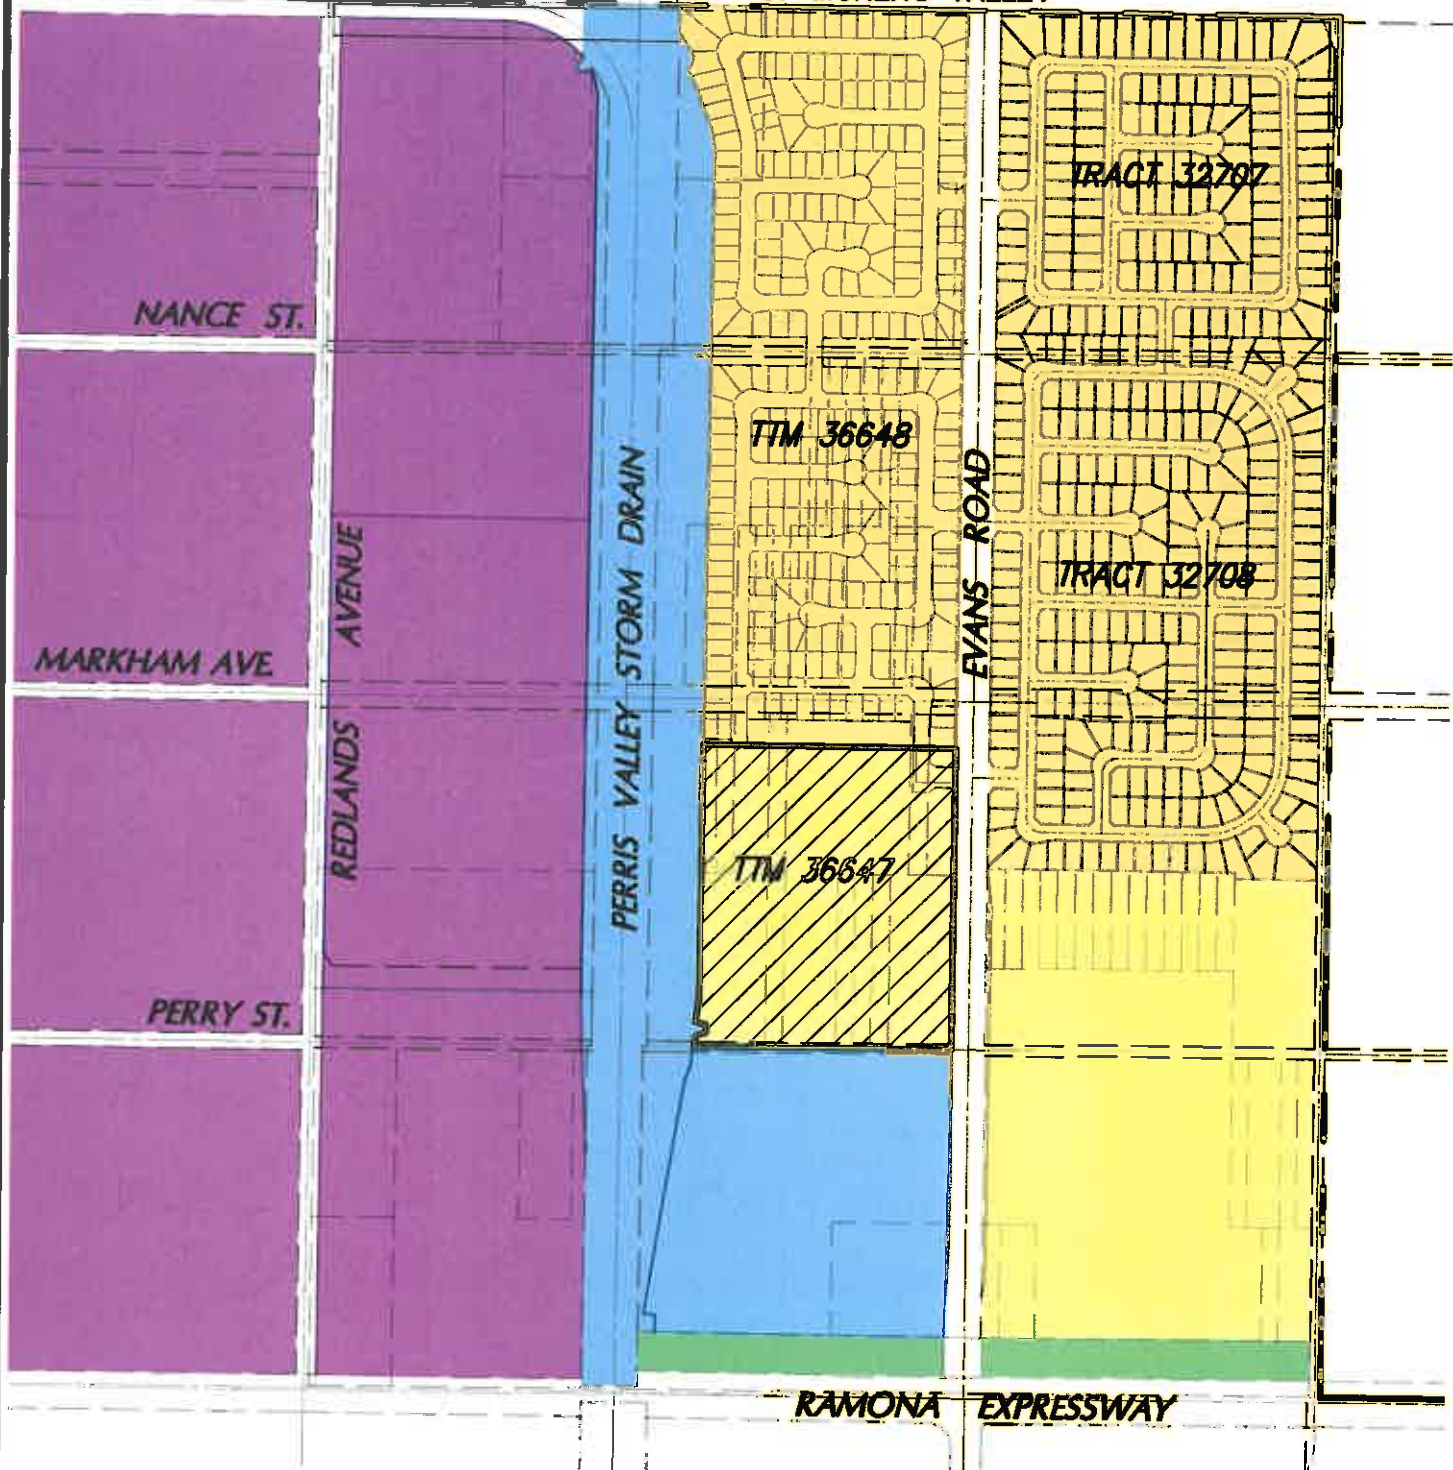 TRACT 32707
NANCE ST.
TTM 36648
EVANS ROAD
TRACT 32708
REDLANDS AVENUE
PERRIS VALLEY STORM DRAIN
MARKHAM AVE
TTM 36647
PERRY ST.
RAMONA EXPRESSWAY